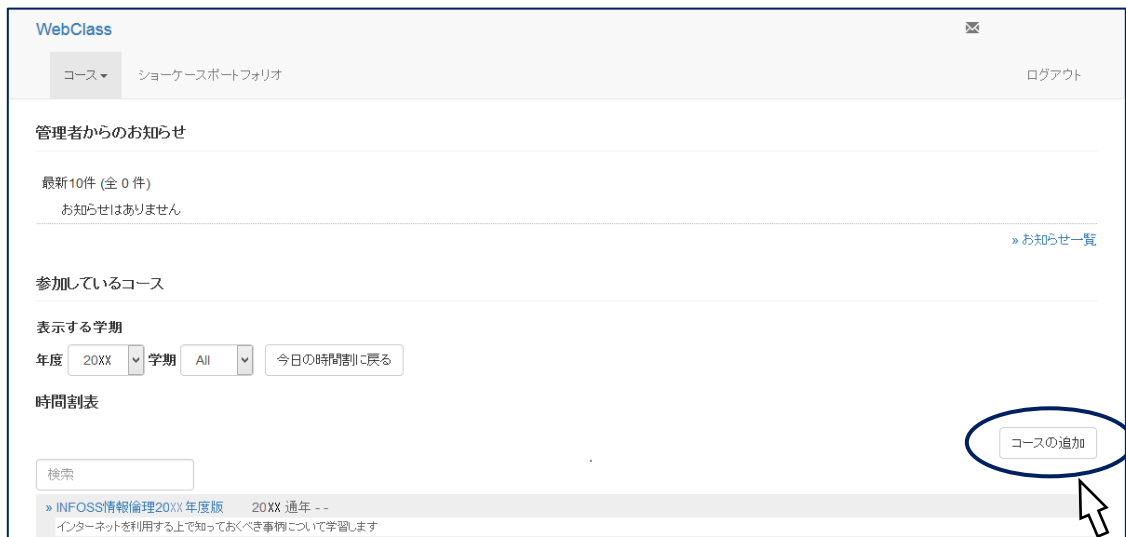 WebClass
コース ショーケースポートフォリオ ログアウト
管理者からのお知らせ
最新10件 (全 0 件)
お知らせはありません
» お知らせ一覧
参加しているコース
表示する学期
年度 20XX 学期 All 今日の時間割に戻る
時間割表
コースの追加
検索
» INFOSS情報倫理20XX 年度版 20XX 通年 - -
インターネットを利用する上で知っておくべき事柄について学習します